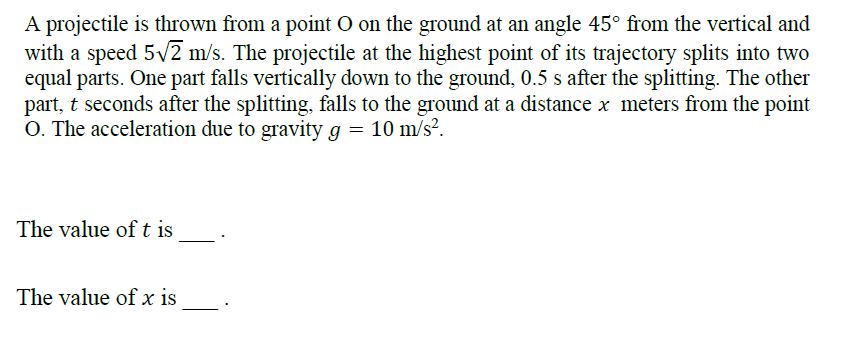 A projectile is thrown from a point O on the ground at an angle 45° from the vertical and
with a speed 5√2 m/s. The projectile at the highest point of its trajectory splits into two
equal parts. One part falls vertically down to the ground, 0.5 s after the splitting. The other
part, t seconds after the splitting, falls to the ground at a distance x meters from the point
O. The acceleration due to gravity g = 10 m/s².
The value of t is ___ .
The value of x is ___ .